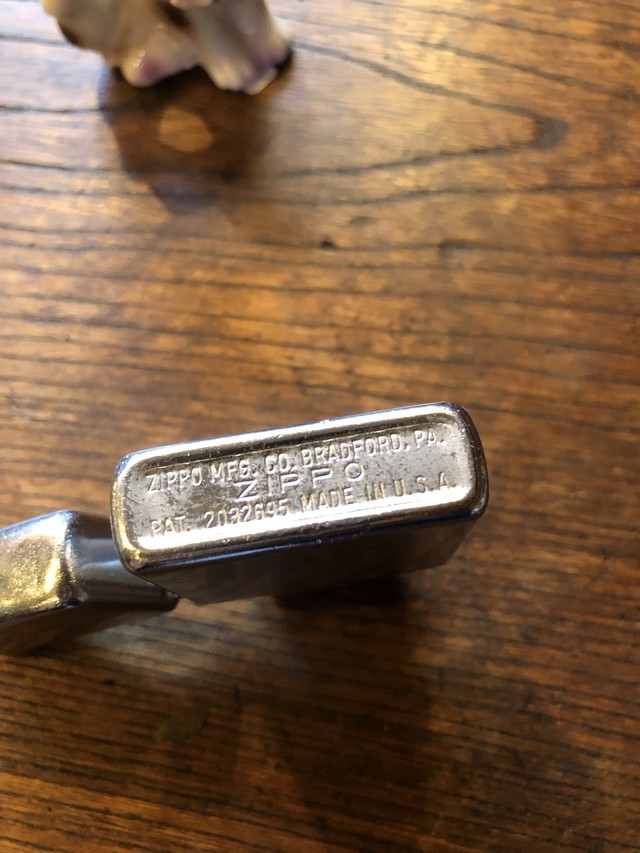 ZIPPO MFG. CO. BRADFORD, PA.
ZIPPO
PAT. 2032695 MADE IN U.S.A.